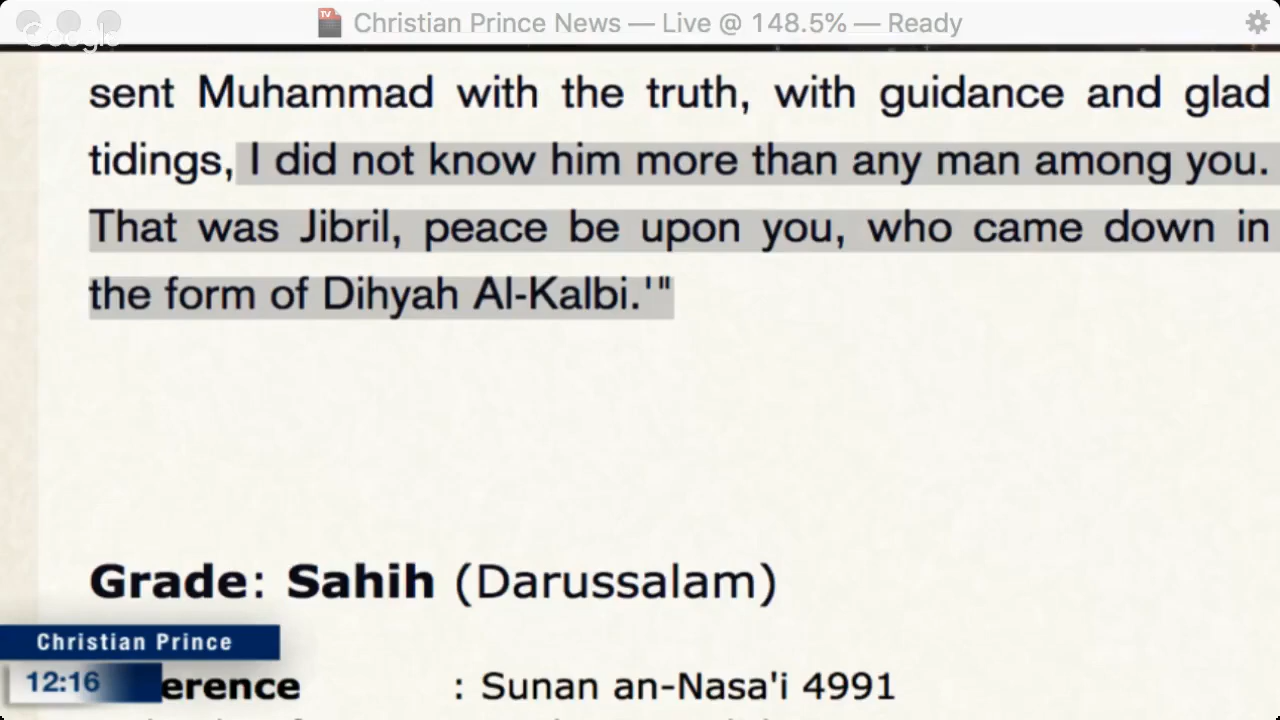 Christian Prince News — Live @ 148.5% — Ready
Google
sent Muhammad with the truth, with guidance and glad
tidings, I did not know him more than any man among you.
That was Jibril, peace be upon you, who came down in
the form of Dihyah Al-Kalbi.'"
Grade: Sahih (Darussalam)
Christian Prince
12:16
erence : Sunan an-Nasa'i 4991